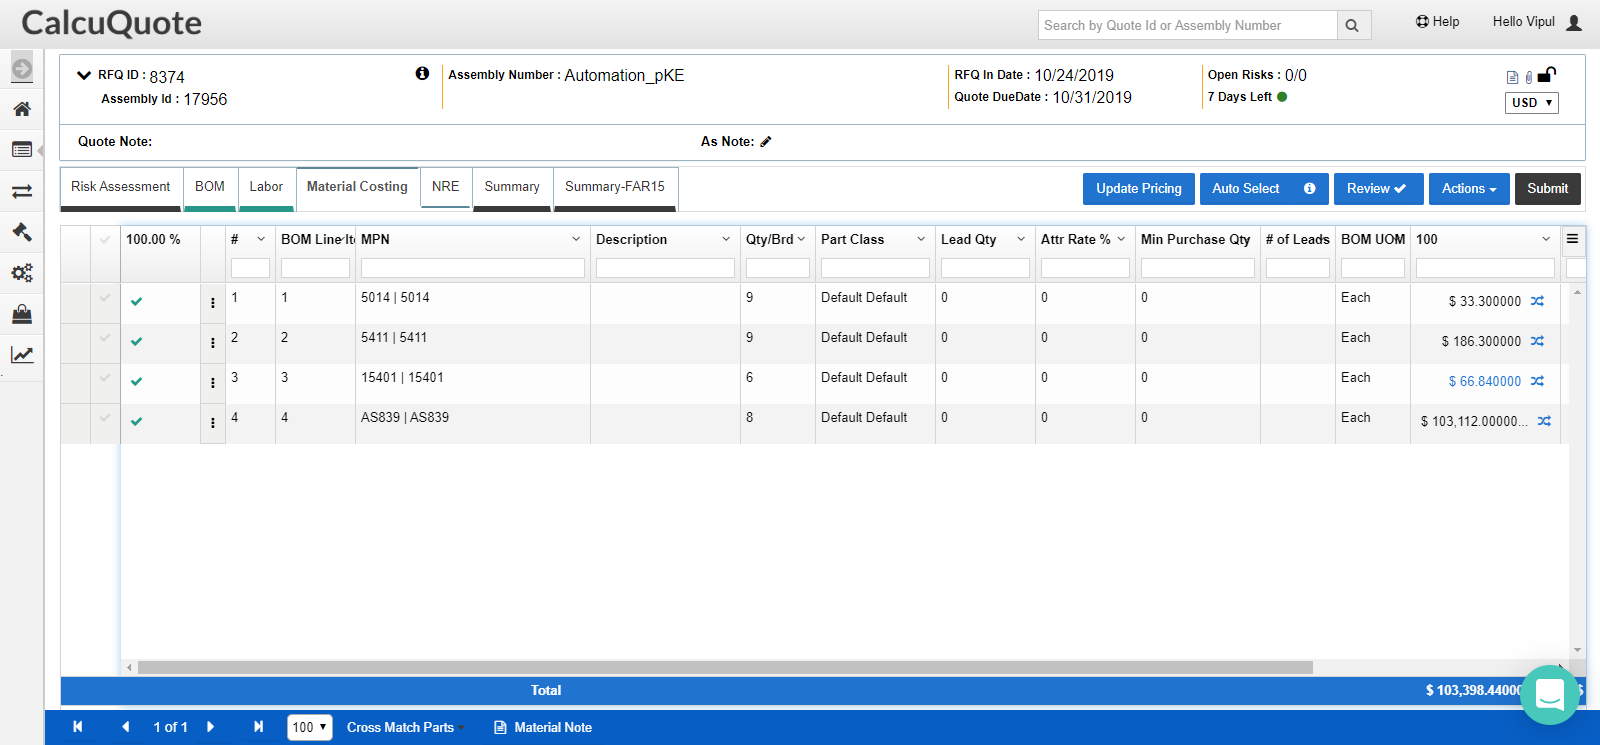 CalcuQuote
Search by Quote Id or Assembly Number
Help
Hello Vipul
RFQ ID : 8374
Assembly Number : Automation_pKE
RFQ In Date : 10/24/2019
Open Risks : 0/0
Assembly Id : 17956
Quote DueDate : 10/31/2019
7 Days Left
USD
Quote Note:
As Note:
Risk Assessment
BOM
Labor
Material Costing
NRE
Summary
Summary-FAR15
Update Pricing
Auto Select
Review
Actions
Submit
100.00 % # BOM Line Ite MPN Description Qty/Brd Part Class Lead Qty Attr Rate % Min Purchase Qty # of Leads BOM UOM 100
1 1 5014 | 5014 9 Default Default 0 0 0 Each $ 33.300000
2 2 5411 | 5411 9 Default Default 0 0 0 Each $ 186.300000
3 3 15401 | 15401 6 Default Default 0 0 0 Each $ 66.840000
4 4 AS839 | AS839 8 Default Default 0 0 0 Each $ 103,112.00000...
Total $ 103,398.44000 $
1 of 1 100 Cross Match Parts Material Note